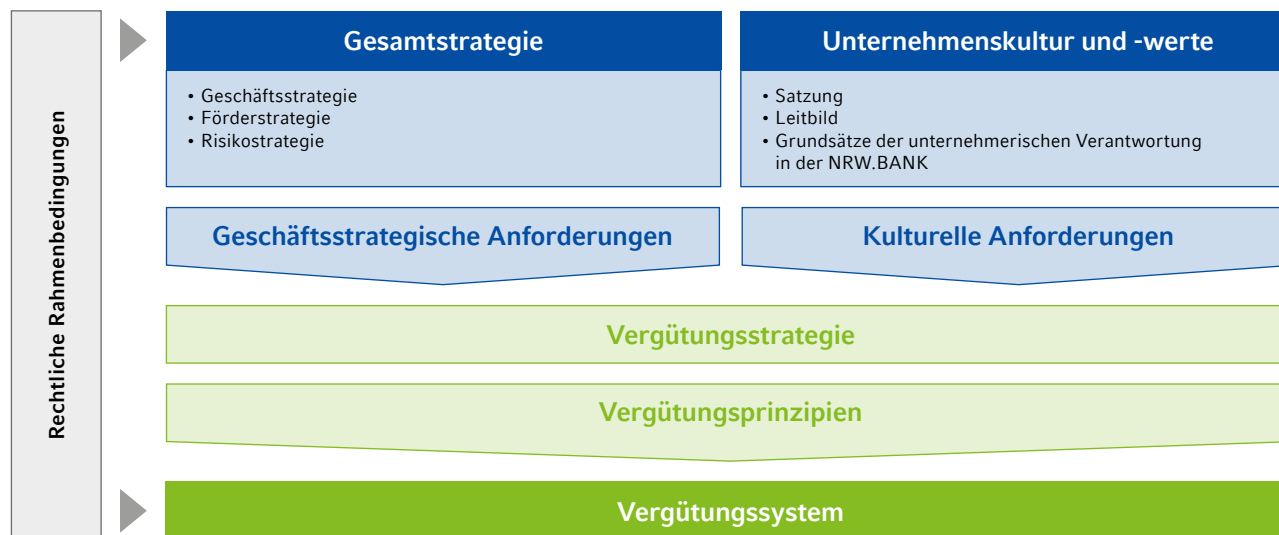 Rechtliche Rahmenbedingungen
Gesamtstrategie
• Geschäftsstrategie
• Förderstrategie
• Risikostrategie
Unternehmenskultur und -werte
• Satzung
• Leitbild
• Grundsätze der unternehmerischen Verantwortung
in der NRW.BANK
Geschäftsstrategische Anforderungen
Kulturelle Anforderungen
Vergütungsstrategie
Vergütungsprinzipien
Vergütungssystem